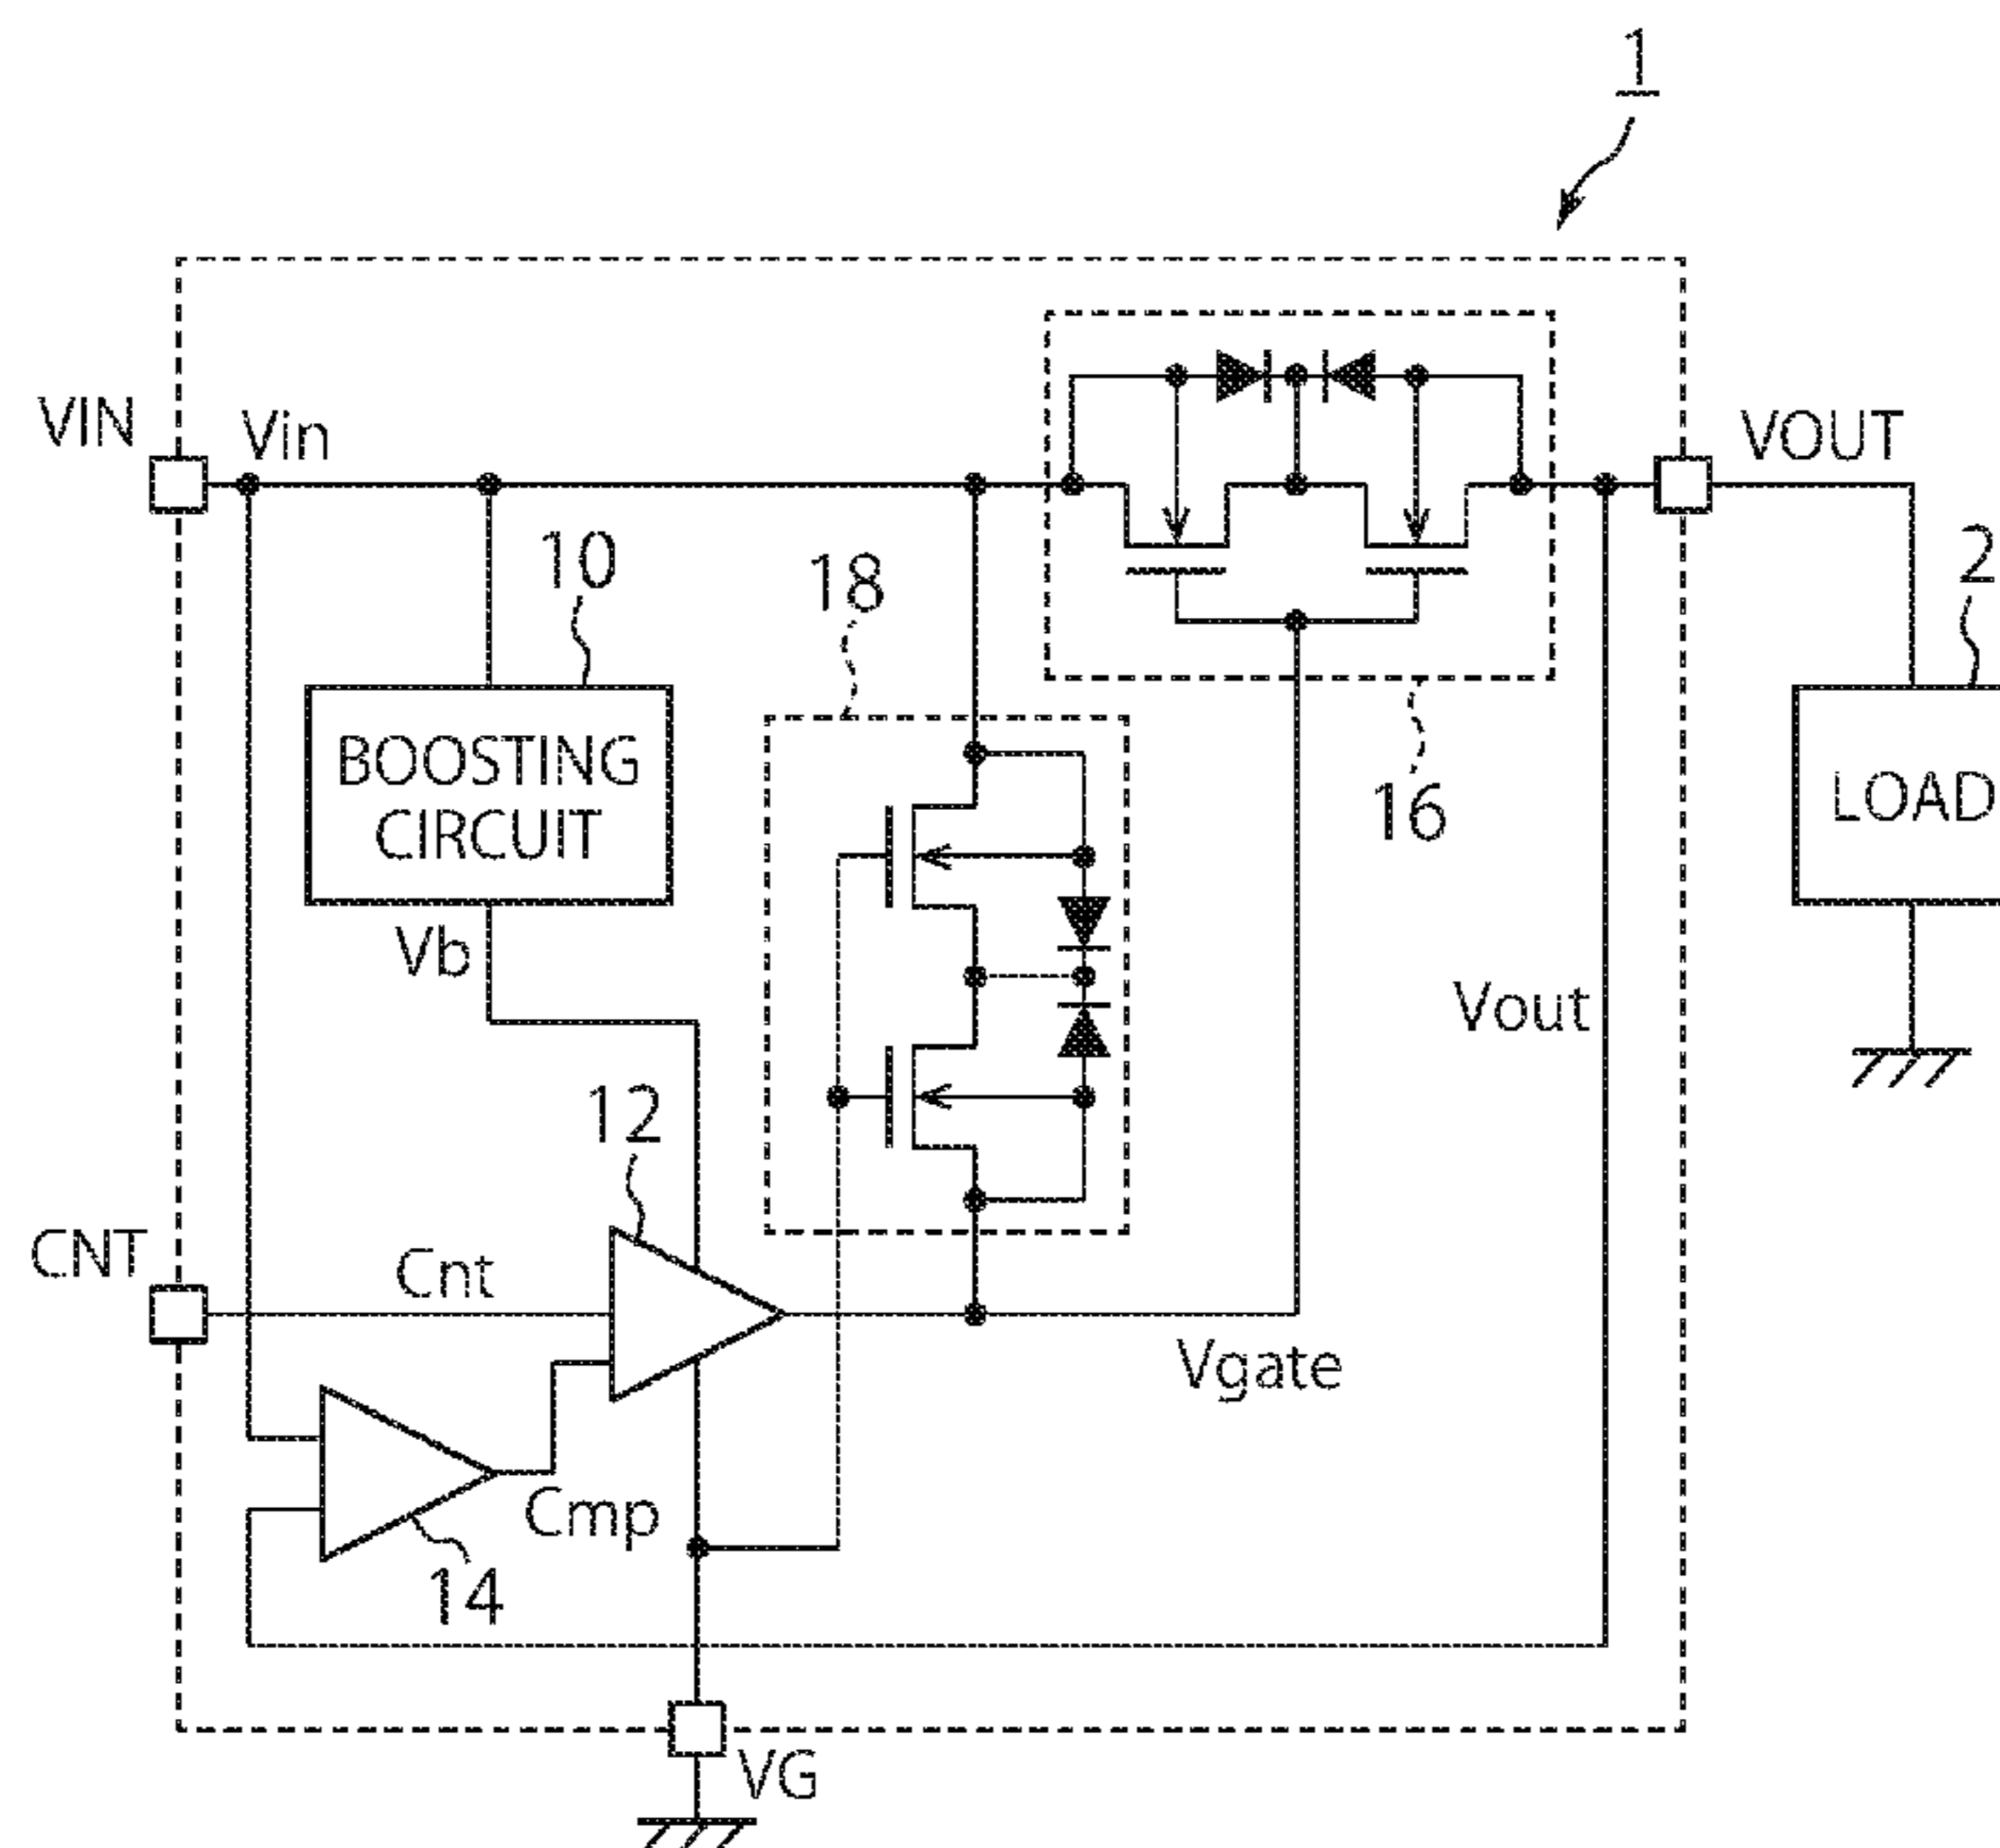 1
VIN
Vin
VOUT
10
18
2
BOOSTING
CIRCUIT
16
LOAD
Vb
Vout
12
CNT
Cnt
Vgate
Cmp
14
VG